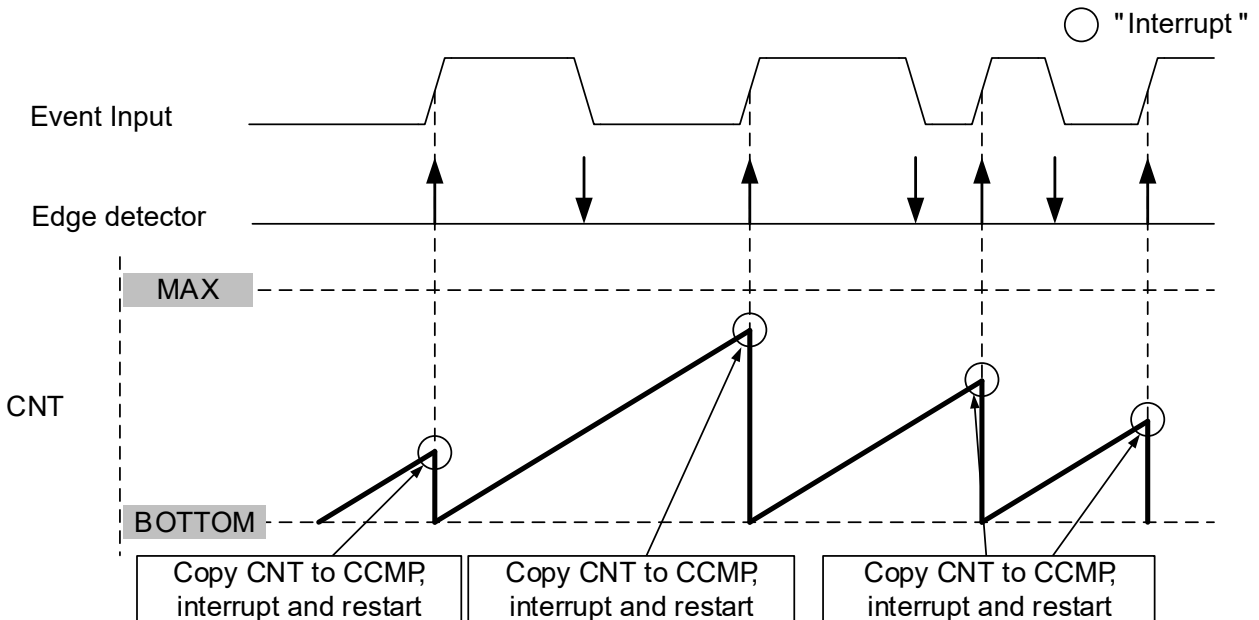 "Interrupt "
Event Input
Edge detector
MAX
CNT
BOTTOM
Copy CNT to CCMP,
interrupt and restart
Copy CNT to CCMP,
interrupt and restart
Copy CNT to CCMP,
interrupt and restart